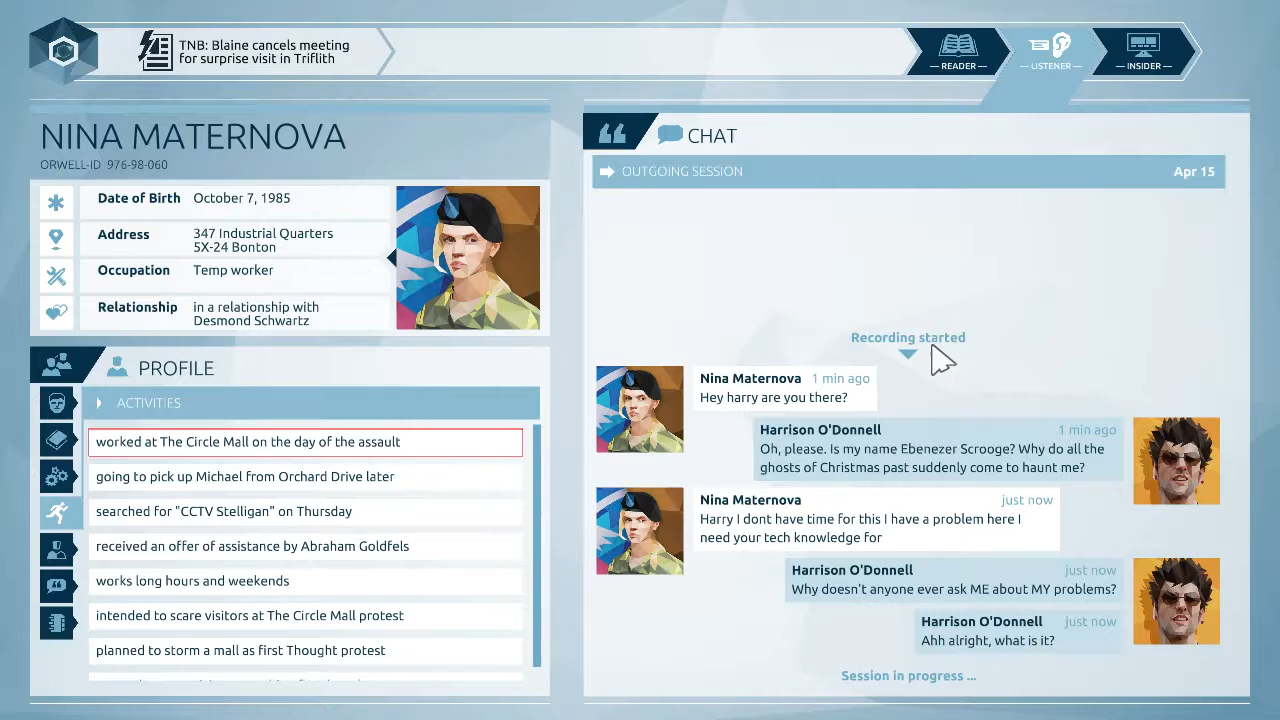 TNB: Blaine cancels meeting
for surprise visit in Triflith
— READER —
— LISTENER —
— INSIDER —
NINA MATERNOVA
ORWELL-ID 976-98-060
Date of Birth October 7, 1985
Address 347 Industrial Quarters
5X-24 Bonton
Occupation Temp worker
Relationship in a relationship with
Desmond Schwartz
PROFILE
ACTIVITIES
worked at The Circle Mall on the day of the assault
going to pick up Michael from Orchard Drive later
searched for "CCTV Stelligan" on Thursday
received an offer of assistance by Abraham Goldfels
works long hours and weekends
intended to scare visitors at The Circle Mall protest
planned to storm a mall as first Thought protest
CHAT
OUTGOING SESSION Apr 15
Recording started
Nina Maternova 1 min ago
Hey harry are you there?
Harrison O'Donnell 1 min ago
Oh, please. Is my name Ebenezer Scrooge? Why do all the
ghosts of Christmas past suddenly come to haunt me?
Nina Maternova just now
Harry I dont have time for this I have a problem here I
need your tech knowledge for
Harrison O'Donnell just now
Why doesn't anyone ever ask ME about MY problems?
Harrison O'Donnell just now
Ahh alright, what is it?
Session in progress ...